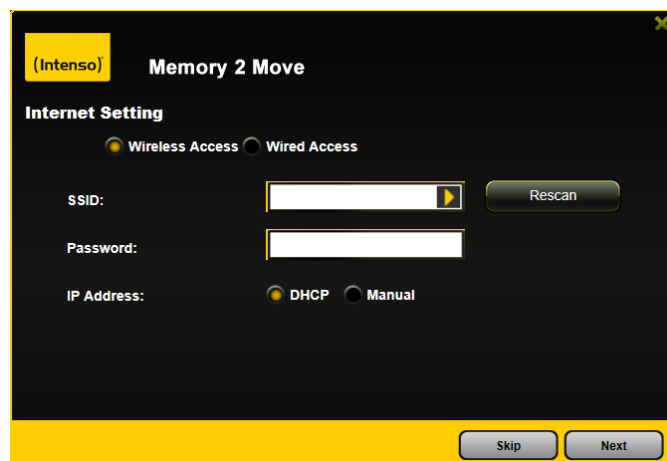 (Intenso)
Memory 2 Move
Internet Setting
Wireless Access Wired Access
SSID: Rescan
Password:
IP Address: DHCP Manual
Skip Next